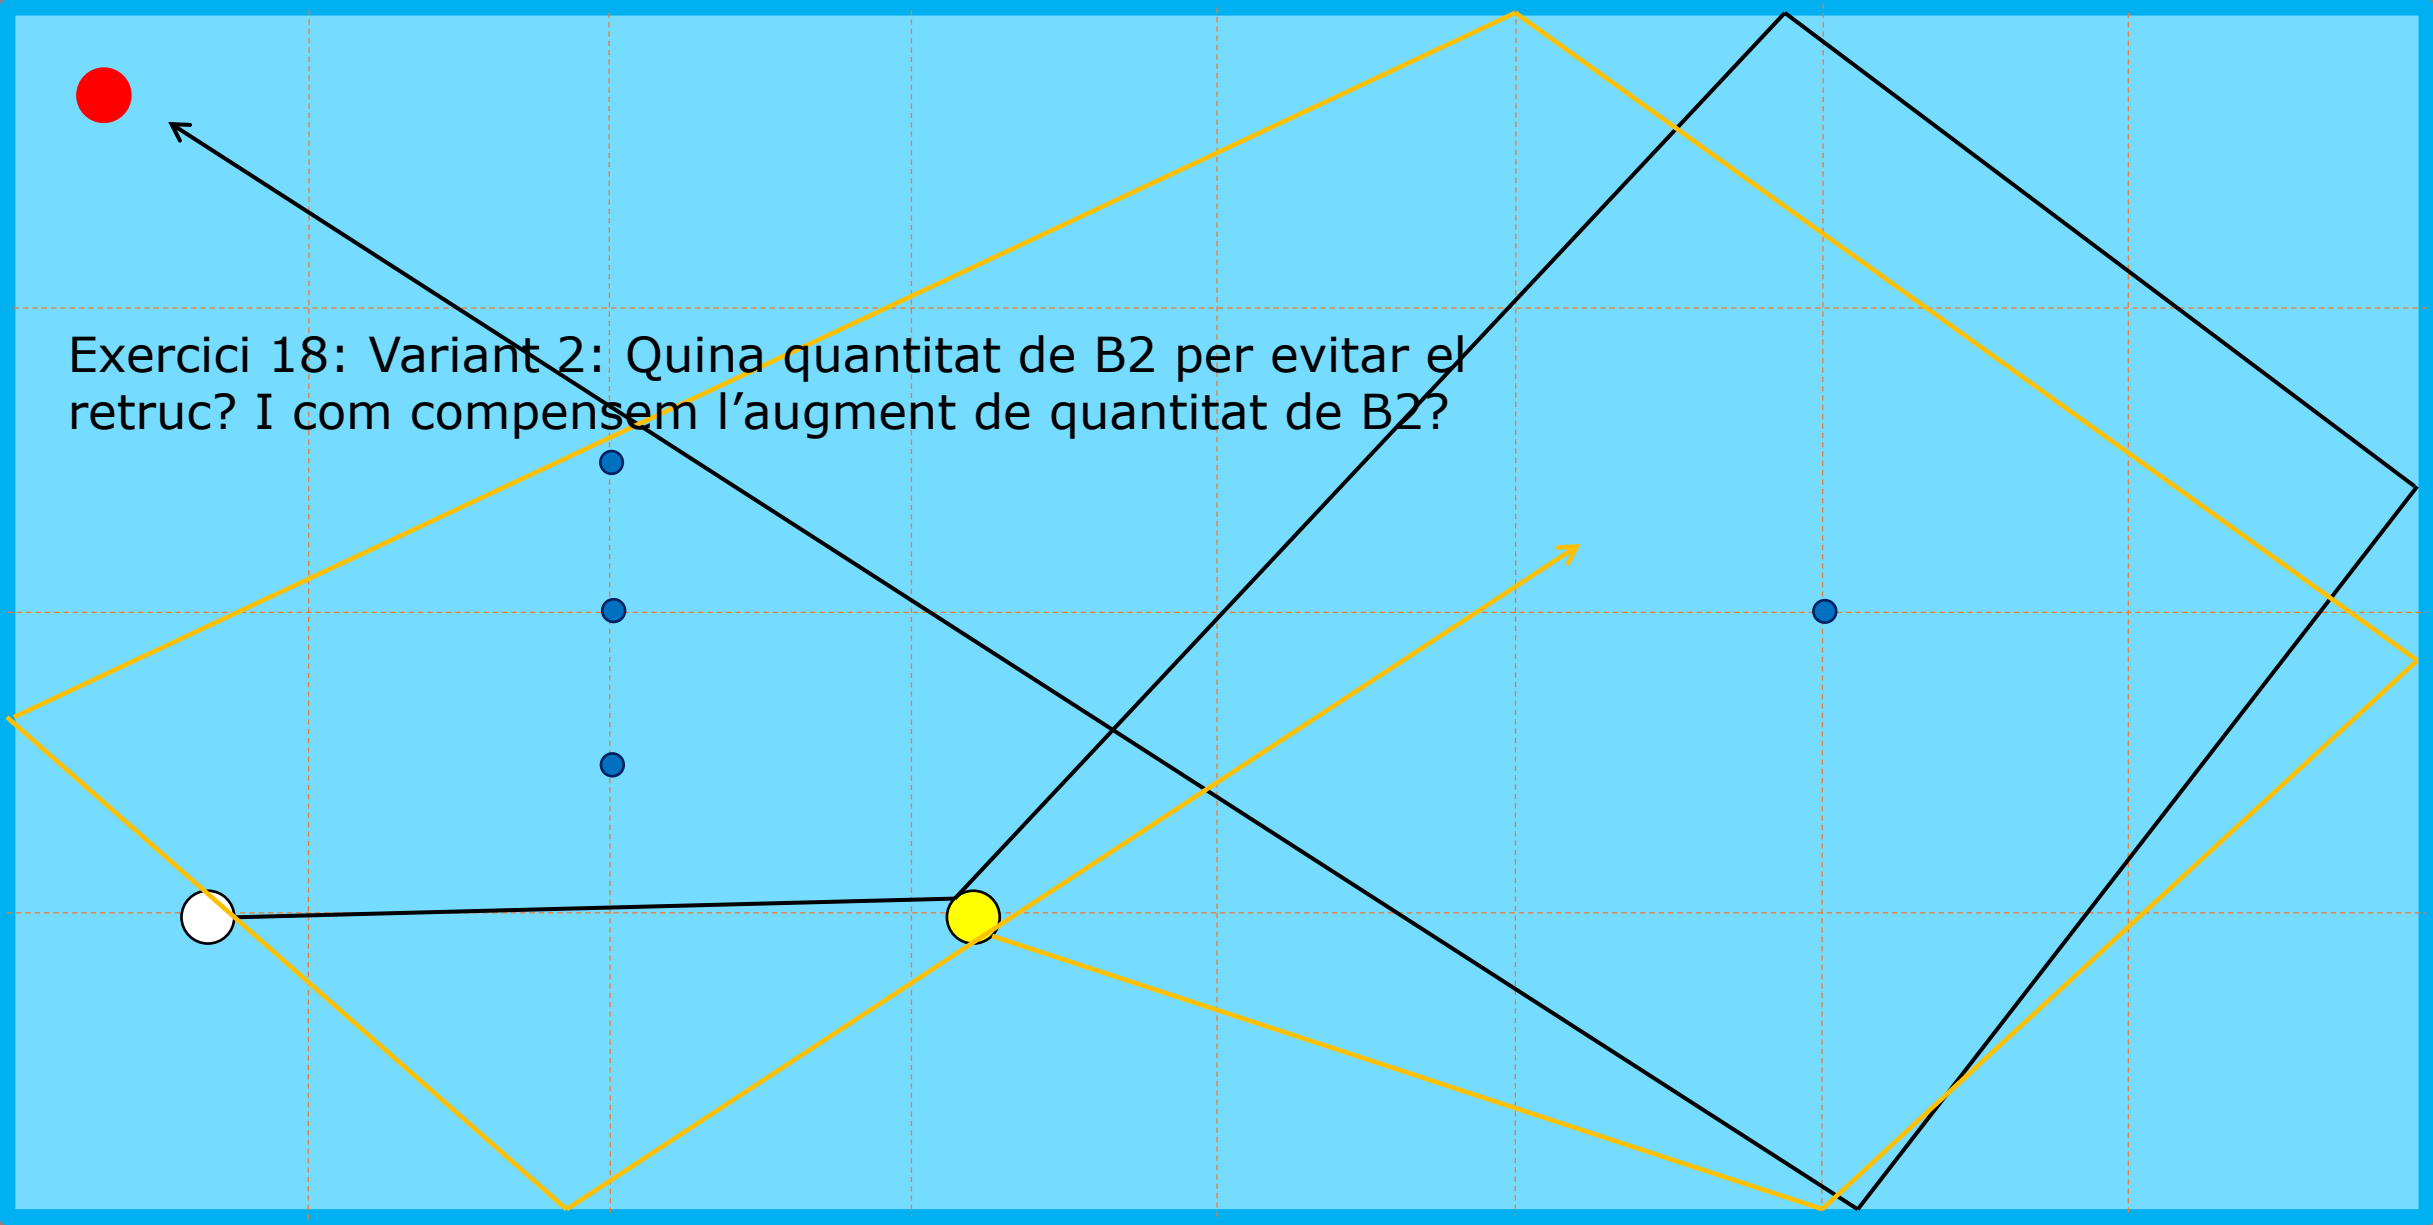 Exercici 18: Variant 2: Quina quantitat de B2 per evitar el
retruc? I com compensem l’augment de quantitat de B2?